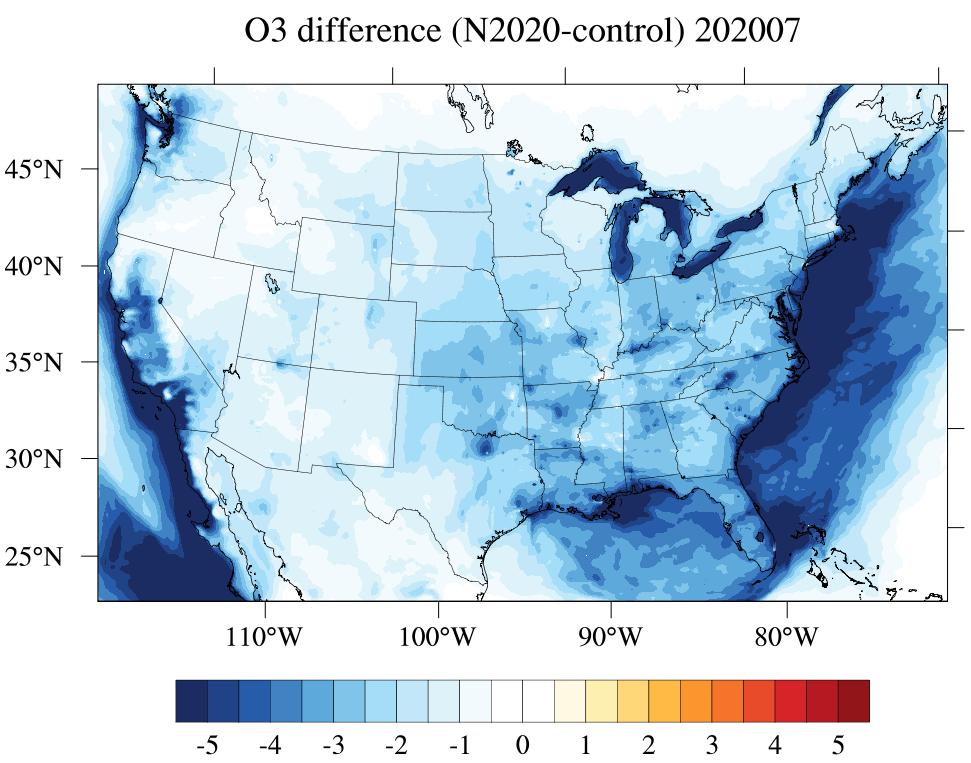 O3 difference (N2020-control) 202007
45°N
40°N
35°N
30°N
25°N
110°W 100°W 90°W 80°W
-5 -4 -3 -2 -1 0 1 2 3 4 5